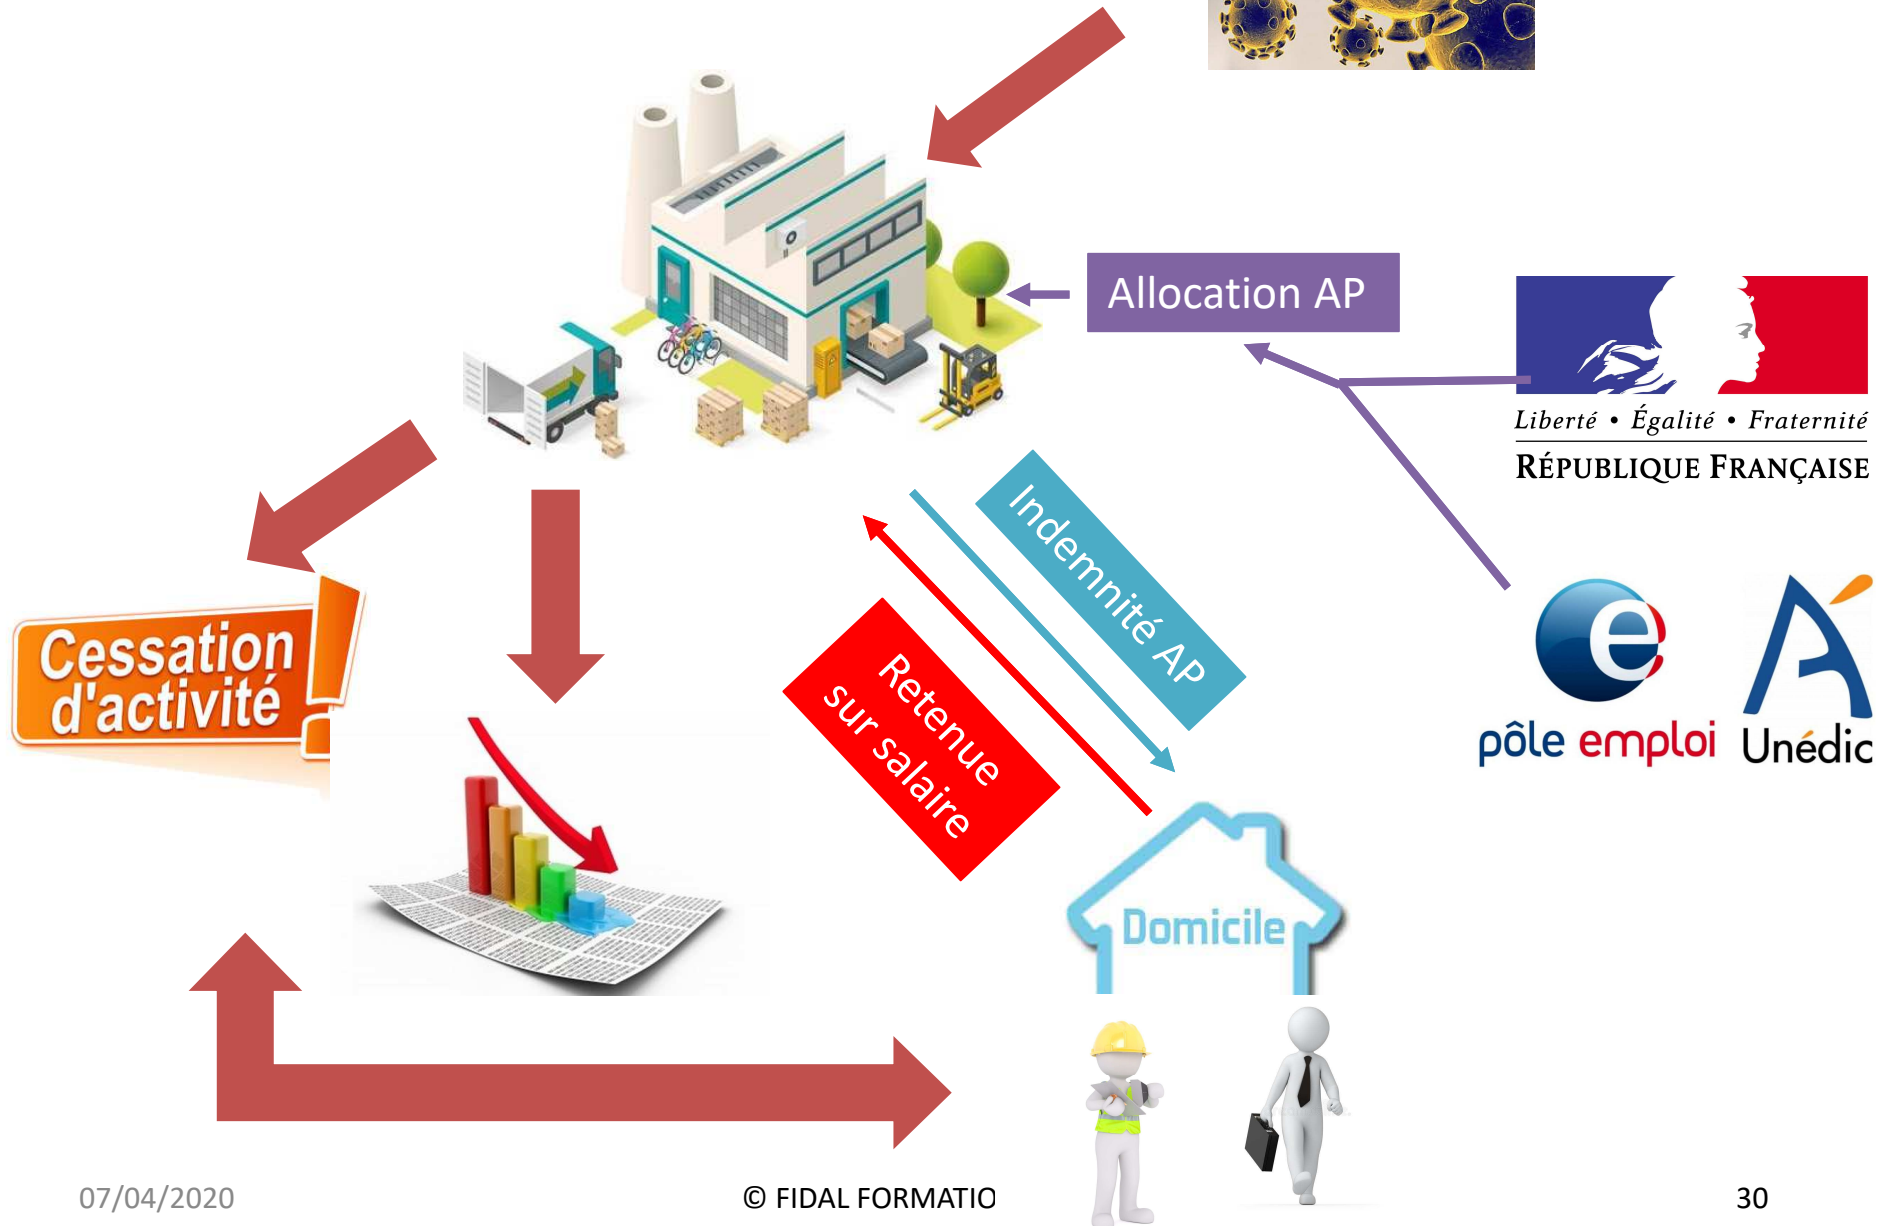 Allocation AP
Liberté • Égalité • Fraternité
RÉPUBLIQUE FRANÇAISE
Indemnité AP
Retenue
sur salaire
Cessation
d'activité
!
pôle emploi
Unédic
Domicile
07/04/2020
© FIDAL FORMATIO
30